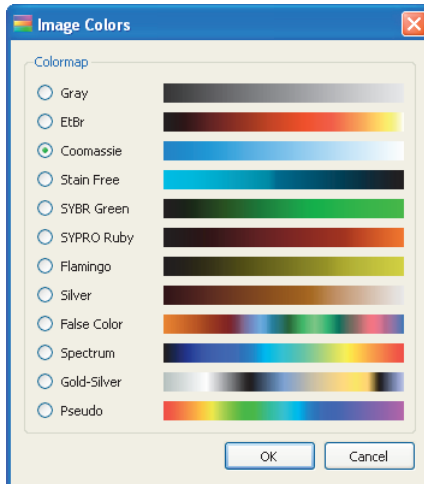 Image Colors
Colormap
Gray
EtBr
Coomassie
Stain Free
SYBR Green
SYPRO Ruby
Flamingo
Silver
False Color
Spectrum
Gold-Silver
Pseudo
OK Cancel